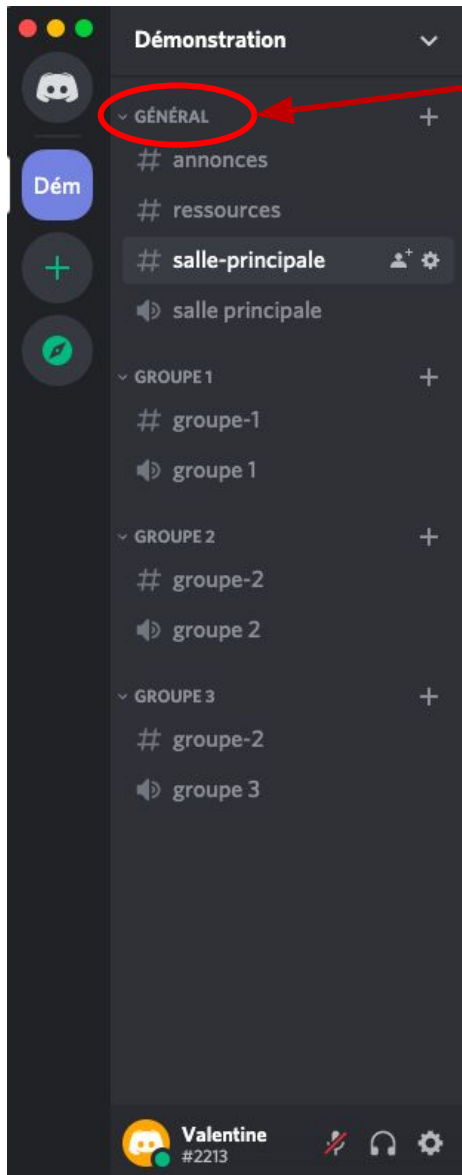 Démonstration
GÉNÉRAL
# annonces
Dém
# ressources
# salle-principale
salle principale
GROUPE 1
# groupe-1
groupe 1
GROUPE 2
# groupe-2
groupe 2
GROUPE 3
# groupe-2
groupe 3
Valentine
#2213